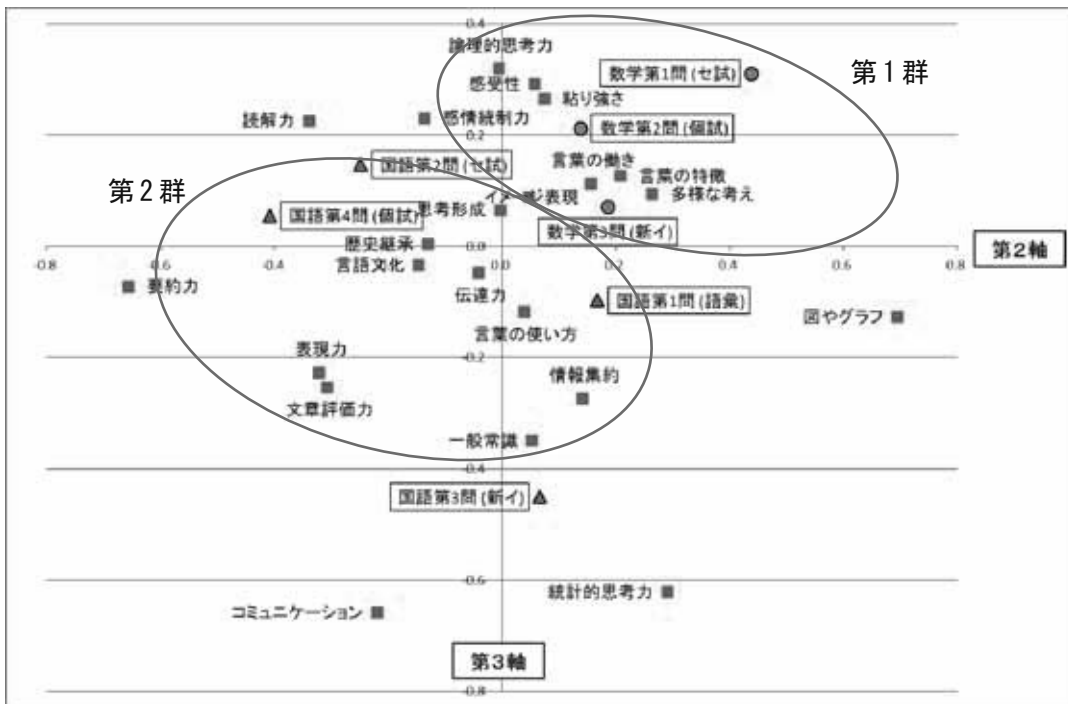 0.4
論理的思考力
数学第1問(セ試)
第1群
感受性
粘り強さ
読解力
感情統制力
数学第2問(個試)
0.2
国語第2問(セ試)
言葉の働き
言葉の特徴
第2群
イメージ表現
多様な考え
国語第4問(個試)
思考形成
数学第3問(新イ)
歴史継承
0.0
第2軸
-0.8
-0.4
0.0
0.2
0.4
0.6
0.8
言語文化
要約力
伝達力
国語第1問(語彙)
図やグラフ
言葉の使い方
表現力
-0.2
情報集約
文章評価力
一般常識
-0.4
国語第3問(新イ)
-0.6
統計的思考力
コミュニケーション
第3軸
-0.8